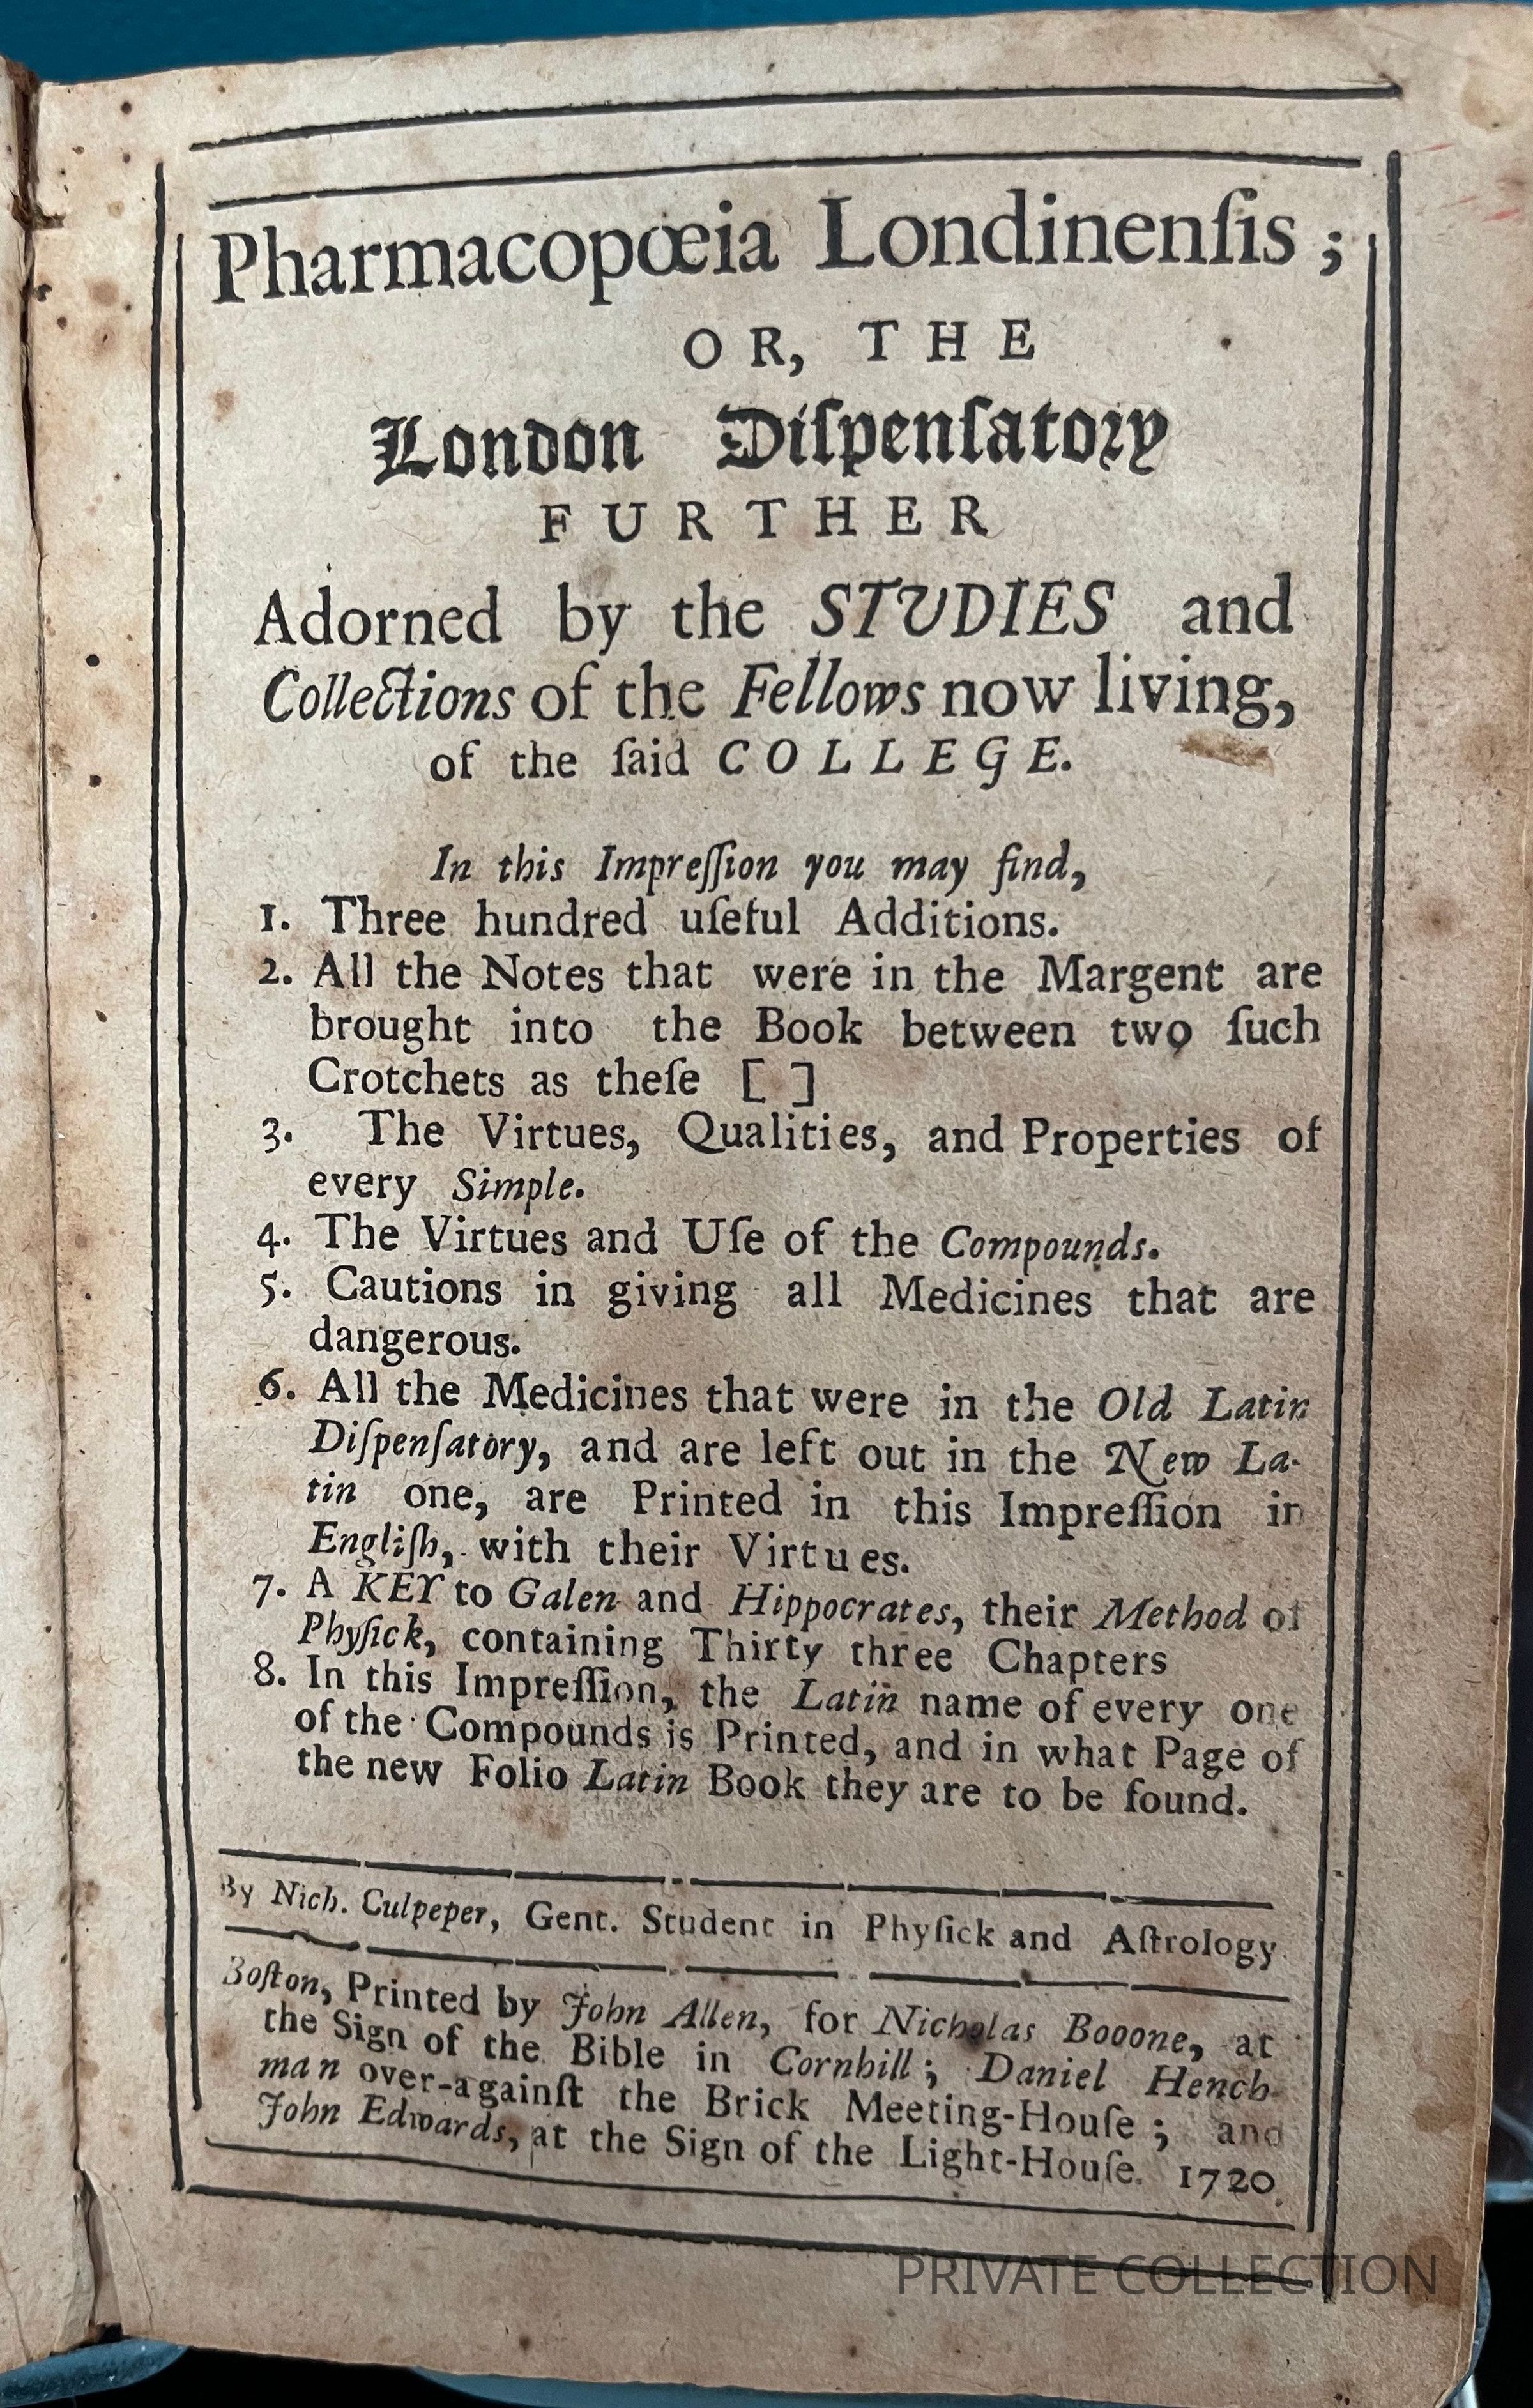 Pharmacopœia Londinenſis ;
OR, THE
London Diſpenſatory
FURTHER
Adorned by the STUDIES and
Collections of the Fellows now living,
of the ſaid COLLEGE.
In this Impreſſion you may find,
1. Three hundred uſeful Additions.
2. All the Notes that were in the Margent are
brought into the Book between two ſuch
Crotchets as theſe [ ]
3. The Virtues, Qualities, and Properties of
every Simple.
4. The Virtues and Uſe of the Compounds.
5. Cautions in giving all Medicines that are
dangerous.
6. All the Medicines that were in the Old Latin
Diſpenſatory, and are left out in the New La-
tin one, are Printed in this Impreſſion in
Engliſh, with their Virtues.
7. A KEY to Galen and Hippocrates, their Method of
Phyſick, containing Thirty three Chapters
8. In this Impreſſion, the Latin name of every one
of the Compounds is Printed, and in what Page of
the new Folio Latin Book they are to be found.
By Nich. Culpeper, Gent. Student in Phyſick and Aſtrology.
Boſton, Printed by John Allen, for Nicholas Booone, at
the Sign of the Bible in Cornhill ; Daniel Hench-
man over-againſt the Brick Meeting-Houſe ; and
John Edwards, at the Sign of the Light-Houſe. 1720.
PRIVATE COLLECTION